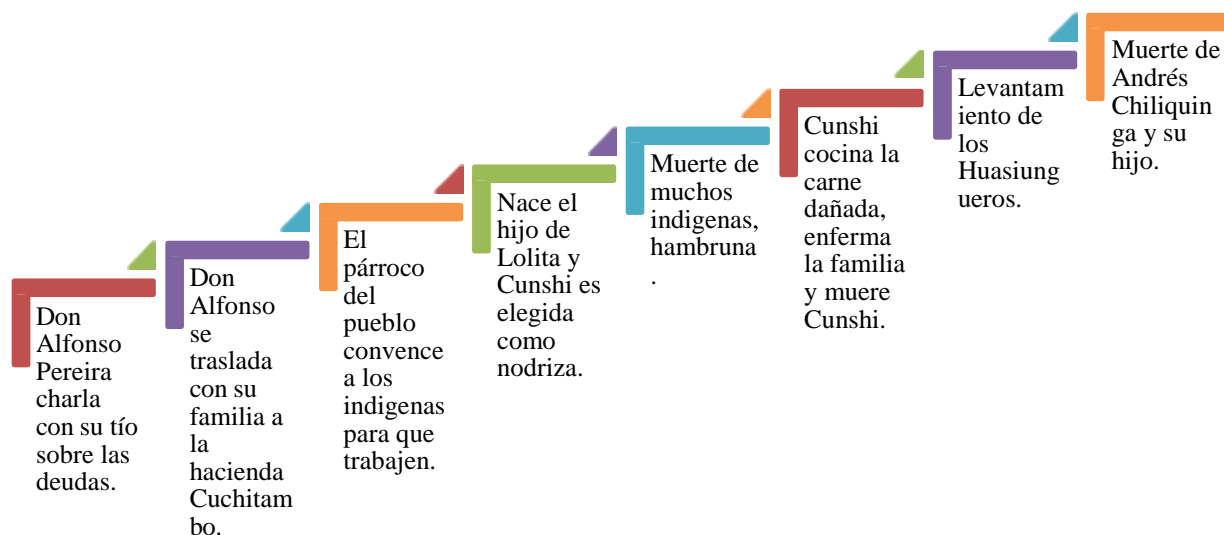 Don
Alfonso
Pereira
charla
con su tío
sobre las
deudas.
Don
Alfonso
se
traslada
con su
familia a
la
hacienda
Cuchitam
bo.
El
párroco
del
pueblo
convence
a los
indigenas
para que
trabajen.
Nace el
hijo de
Lolita y
Cunshi es
elegida
como
nodriza.
Muerte de
muchos
indigenas,
hambruna
.
Cunshi
cocina la
carne
dañada,
enferma
la familia
y muere
Cunshi.
Levantam
iento de
los
Huasiung
ueros.
Muerte de
Andrés
Chiliquin
ga y su
hijo.